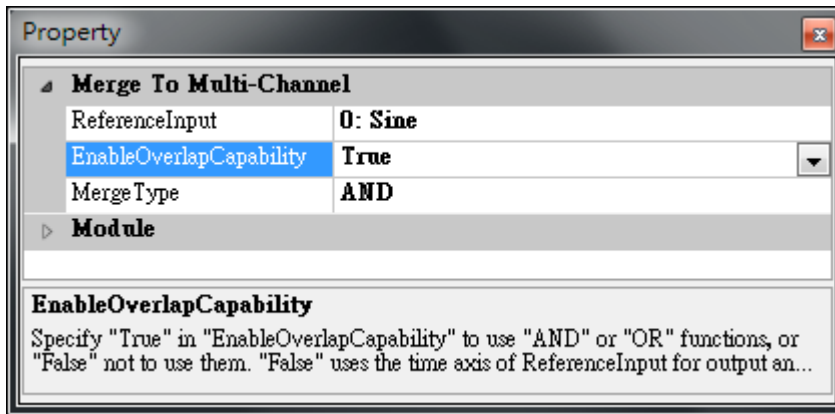 Property
Merge To Multi-Channel
ReferenceInput 0: Sine
EnableOverlapCapability True
MergeType AND
Module
EnableOverlapCapability
Specify "True" in "EnableOverlapCapability" to use "AND" or "OR" functions, or
"False" not to use them. "False" uses the time axis of ReferenceInput for output an...